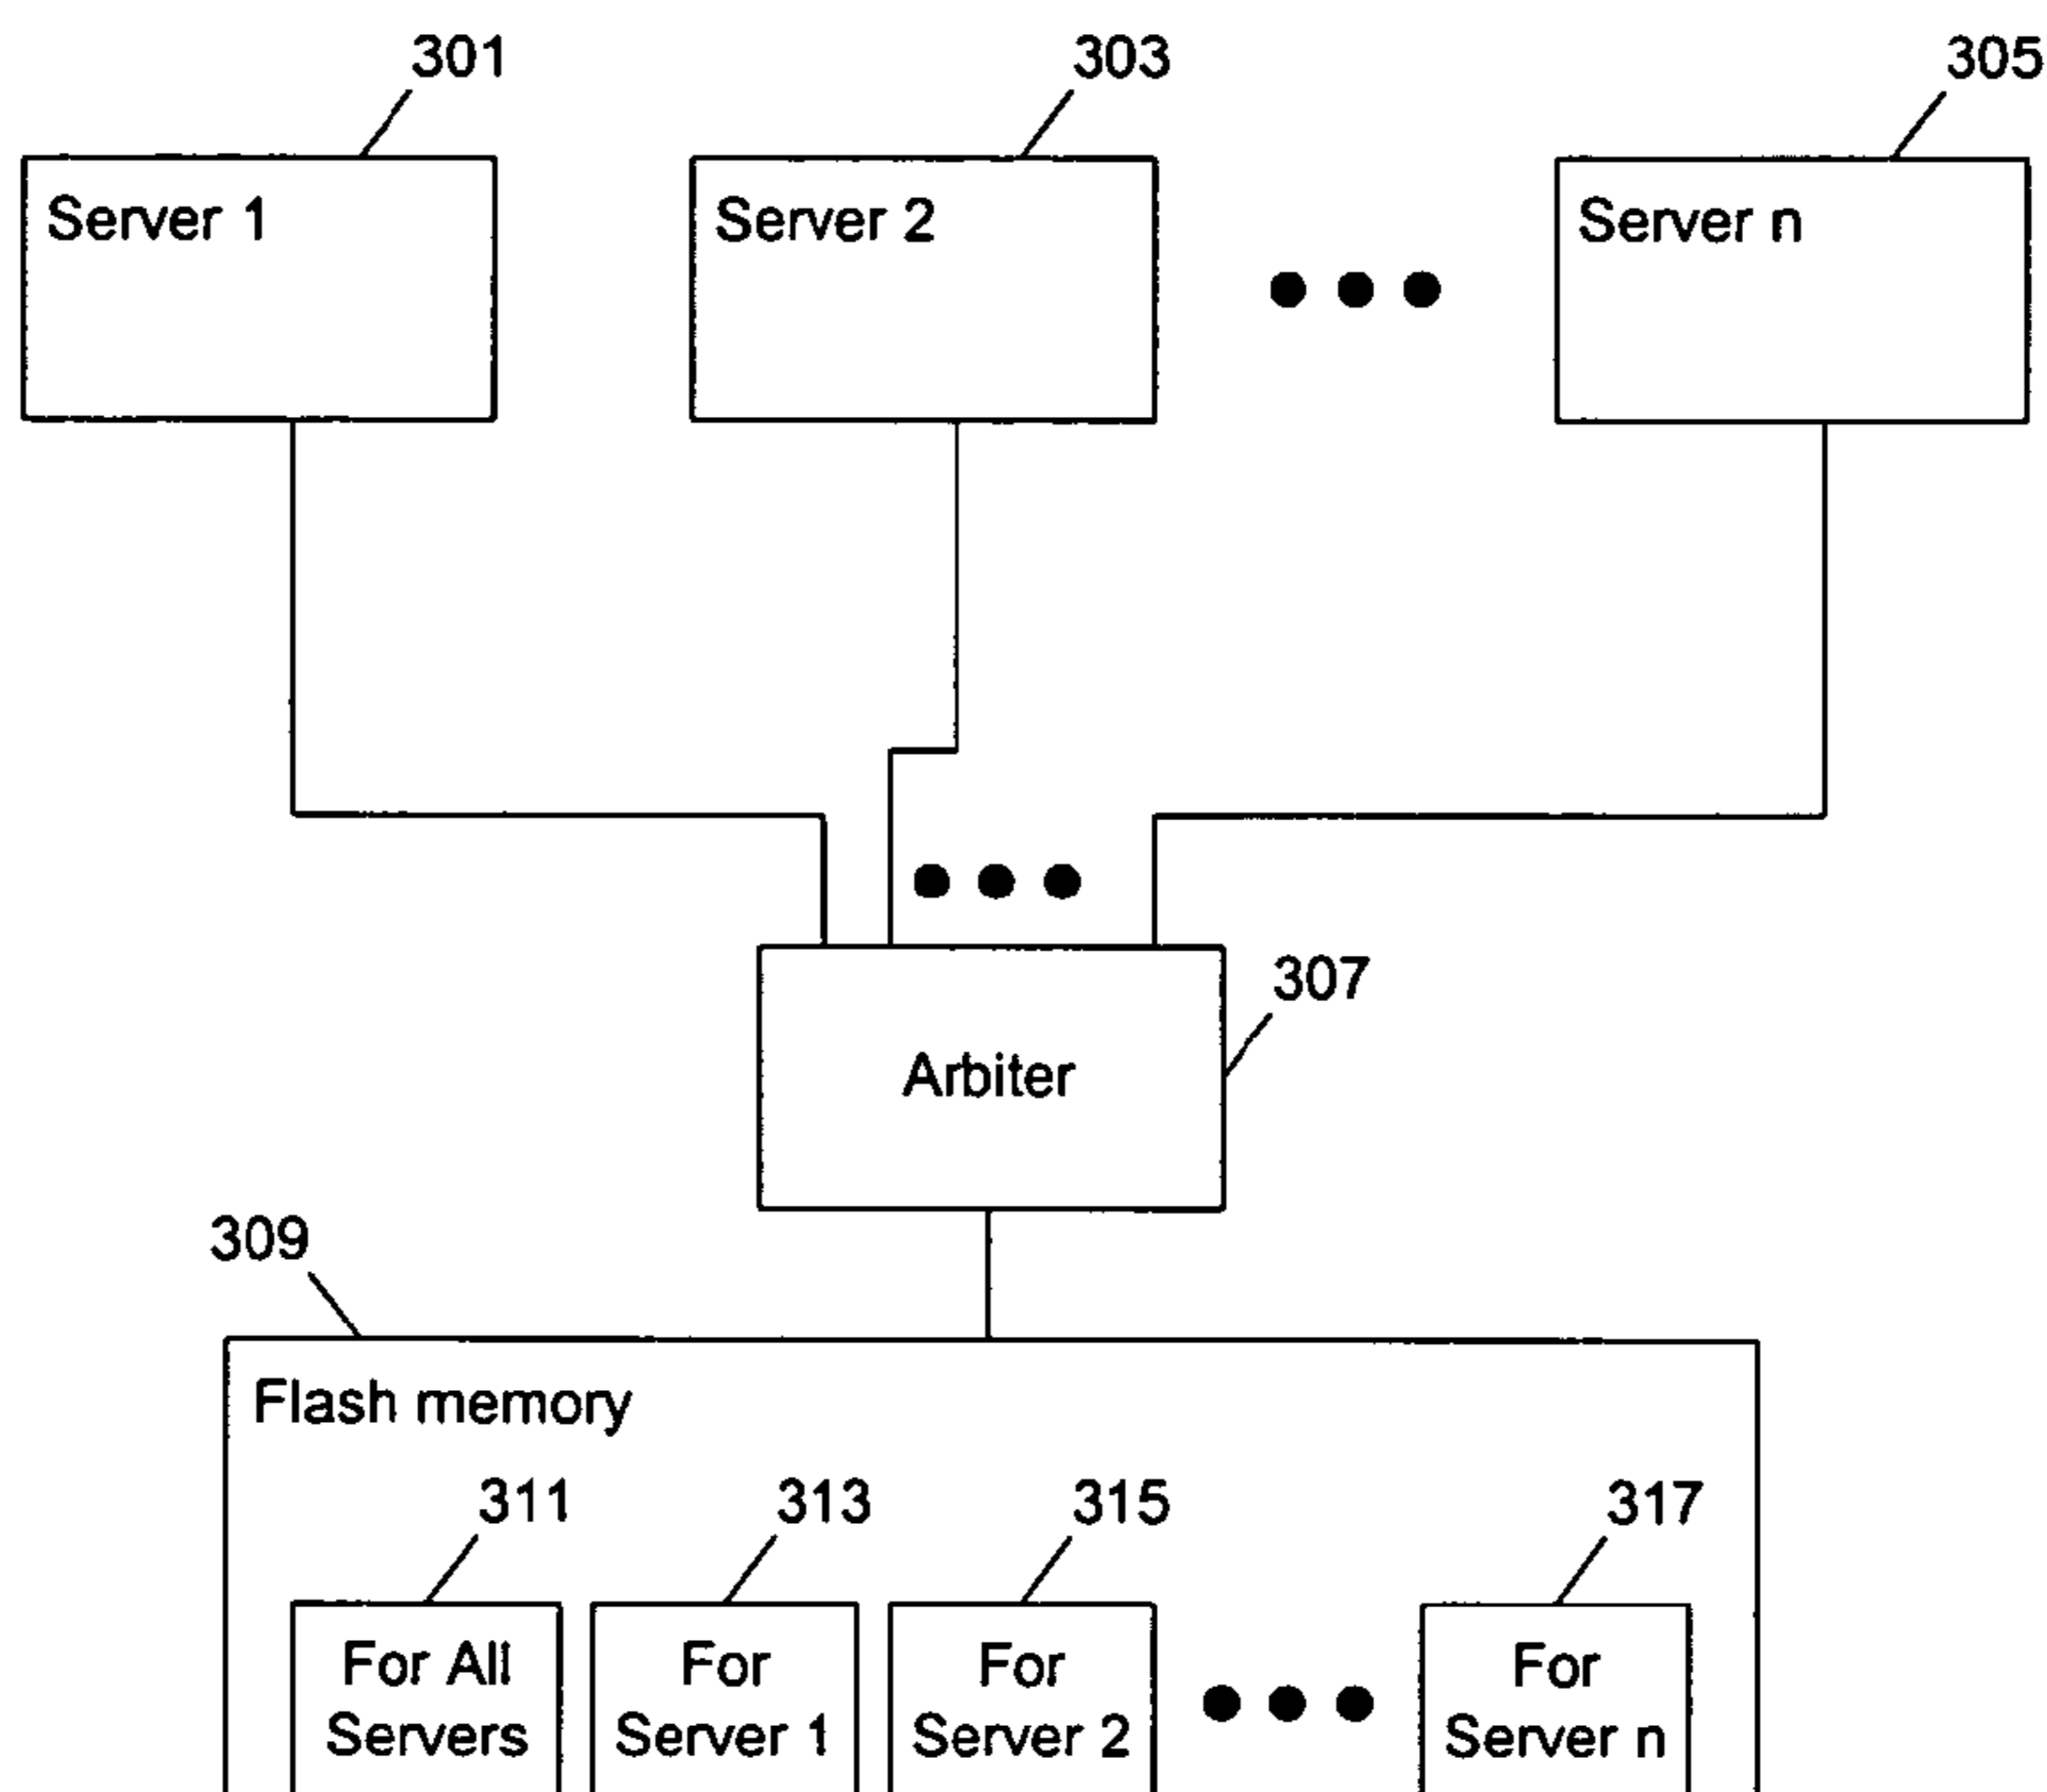 301
303
305
Server 1
Server 2
Server n
307
Arbiter
309
Flash memory
311
313
315
317
For All
Servers
For
Server 1
For
Server 2
For
Server n